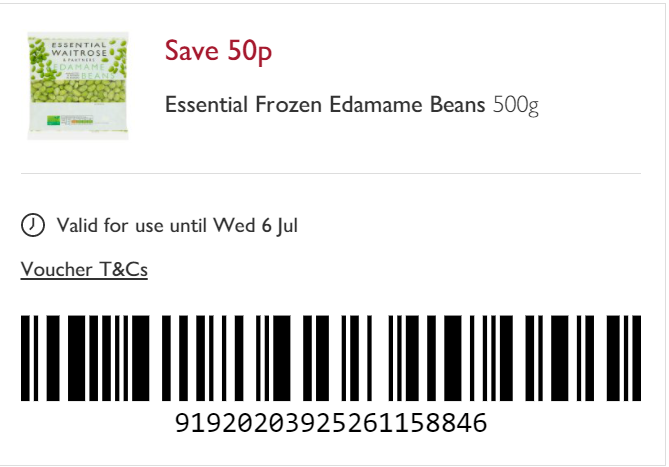 ESSENTIAL
WAITROSE
& PARTNERS
EDAMAME
BEANS
Save 50p
Essential Frozen Edamame Beans 500g
Valid for use until Wed 6 Jul
Voucher T&Cs
91920203925261158846